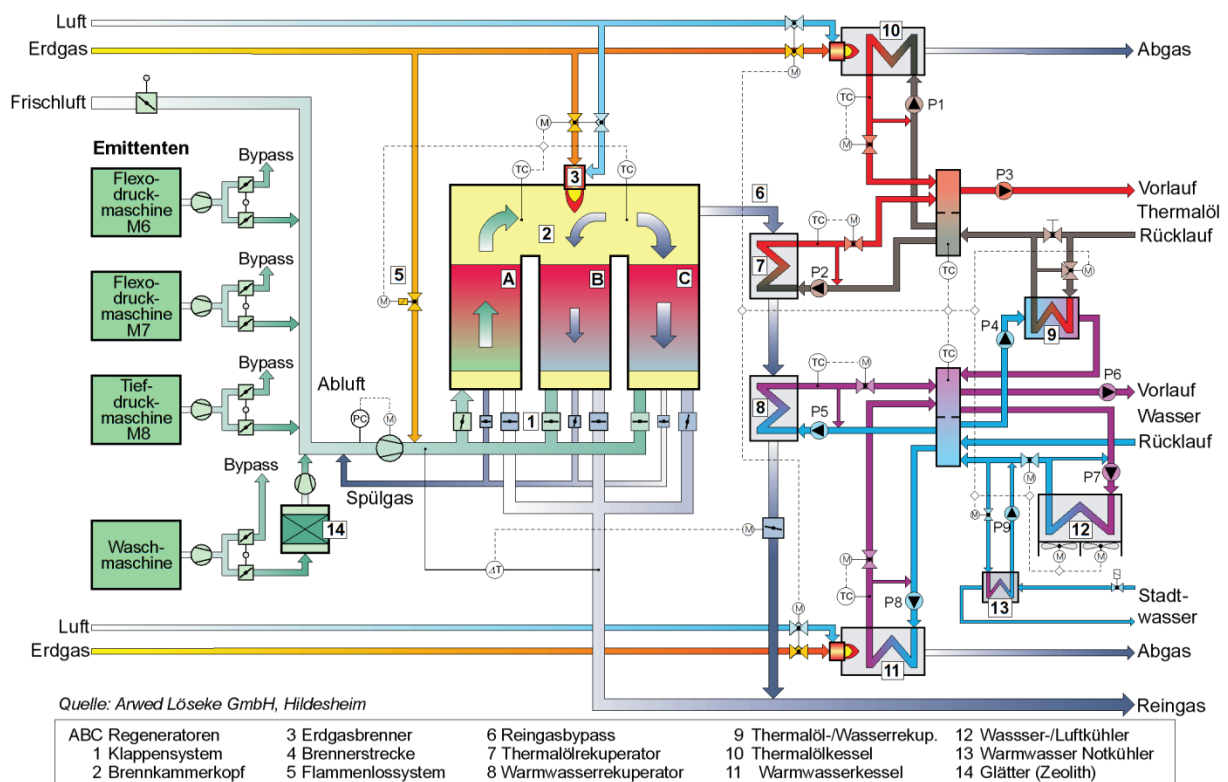 Luft
Erdgas
Frischluft
Emittenten
Bypass
Flexo-
druck-
maschine
M6
Bypass
Flexo-
druck-
maschine
M7
Bypass
Tief-
druck-
maschine
M8
Bypass
Wasch-
maschine
14
Abluft
PC
M
Spülgas
1
5
M
M
TC
TC
3
2
A
B
C
6
7
8
TC
M
P2
TC
M
P5
M
ΔT
M
10
Abgas
TC
M
P1
P3
Vorlauf
Thermalöl
Rücklauf
TC
M
P4
9
TC
P6
Vorlauf
Wasser
Rücklauf
P7
M
M
P9
12
M
M
13
Stadt-
wasser
M
TC
P8
M
Luft
Erdgas
11
Abgas
Reingas
Quelle: Arwed Löseke GmbH, Hildesheim
ABC Regeneratoren
1 Klappensystem
2 Brennkammerkopf
3 Erdgasbrenner
4 Brennerstrecke
5 Flammenlossystem
6 Reingasbypass
7 Thermalölrekuperator
8 Warmwasserrekuperator
9 Thermalöl-/Wasserrekup.
10 Thermalölkessel
11 Warmwasserkessel
12 Wassser-/Luftkühler
13 Warmwasser Notkühler
14 Glätter (Zeolith)